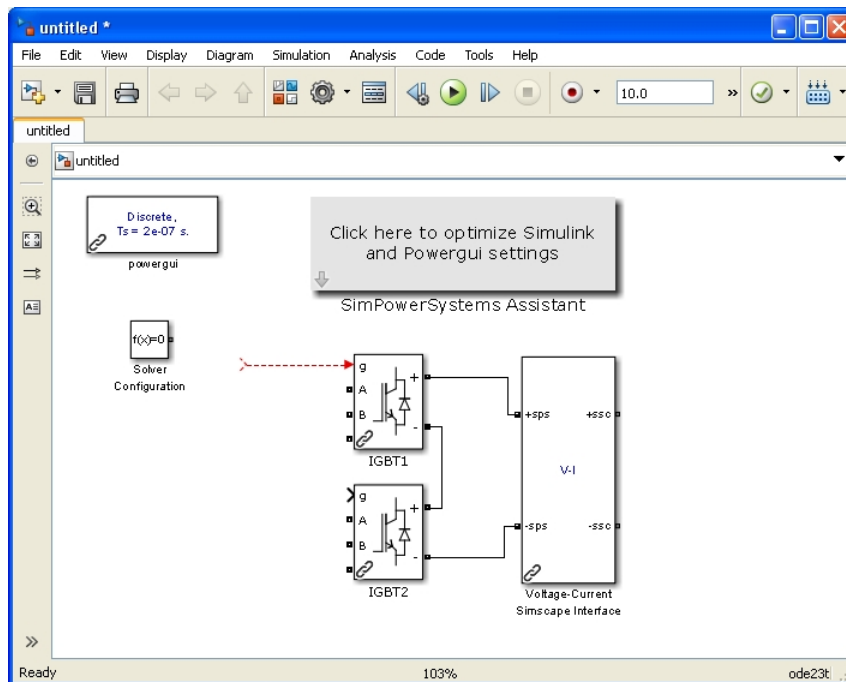 untitled *
File Edit View Display Diagram Simulation Analysis Code Tools Help
10.0 »
untitled
untitled
Discrete,
Ts = 2e-07 s.
powergui
Click here to optimize Simulink
and Powergui settings
SimPowerSystems Assistant
f(x)=0
Solver
Configuration
g
A
B
+
-
IGBT1
g
A
B
+
-
IGBT2
+sps +ssc
V-I
-sps -ssc
Voltage-Current
Simscape Interface
»
Ready 103% ode23t